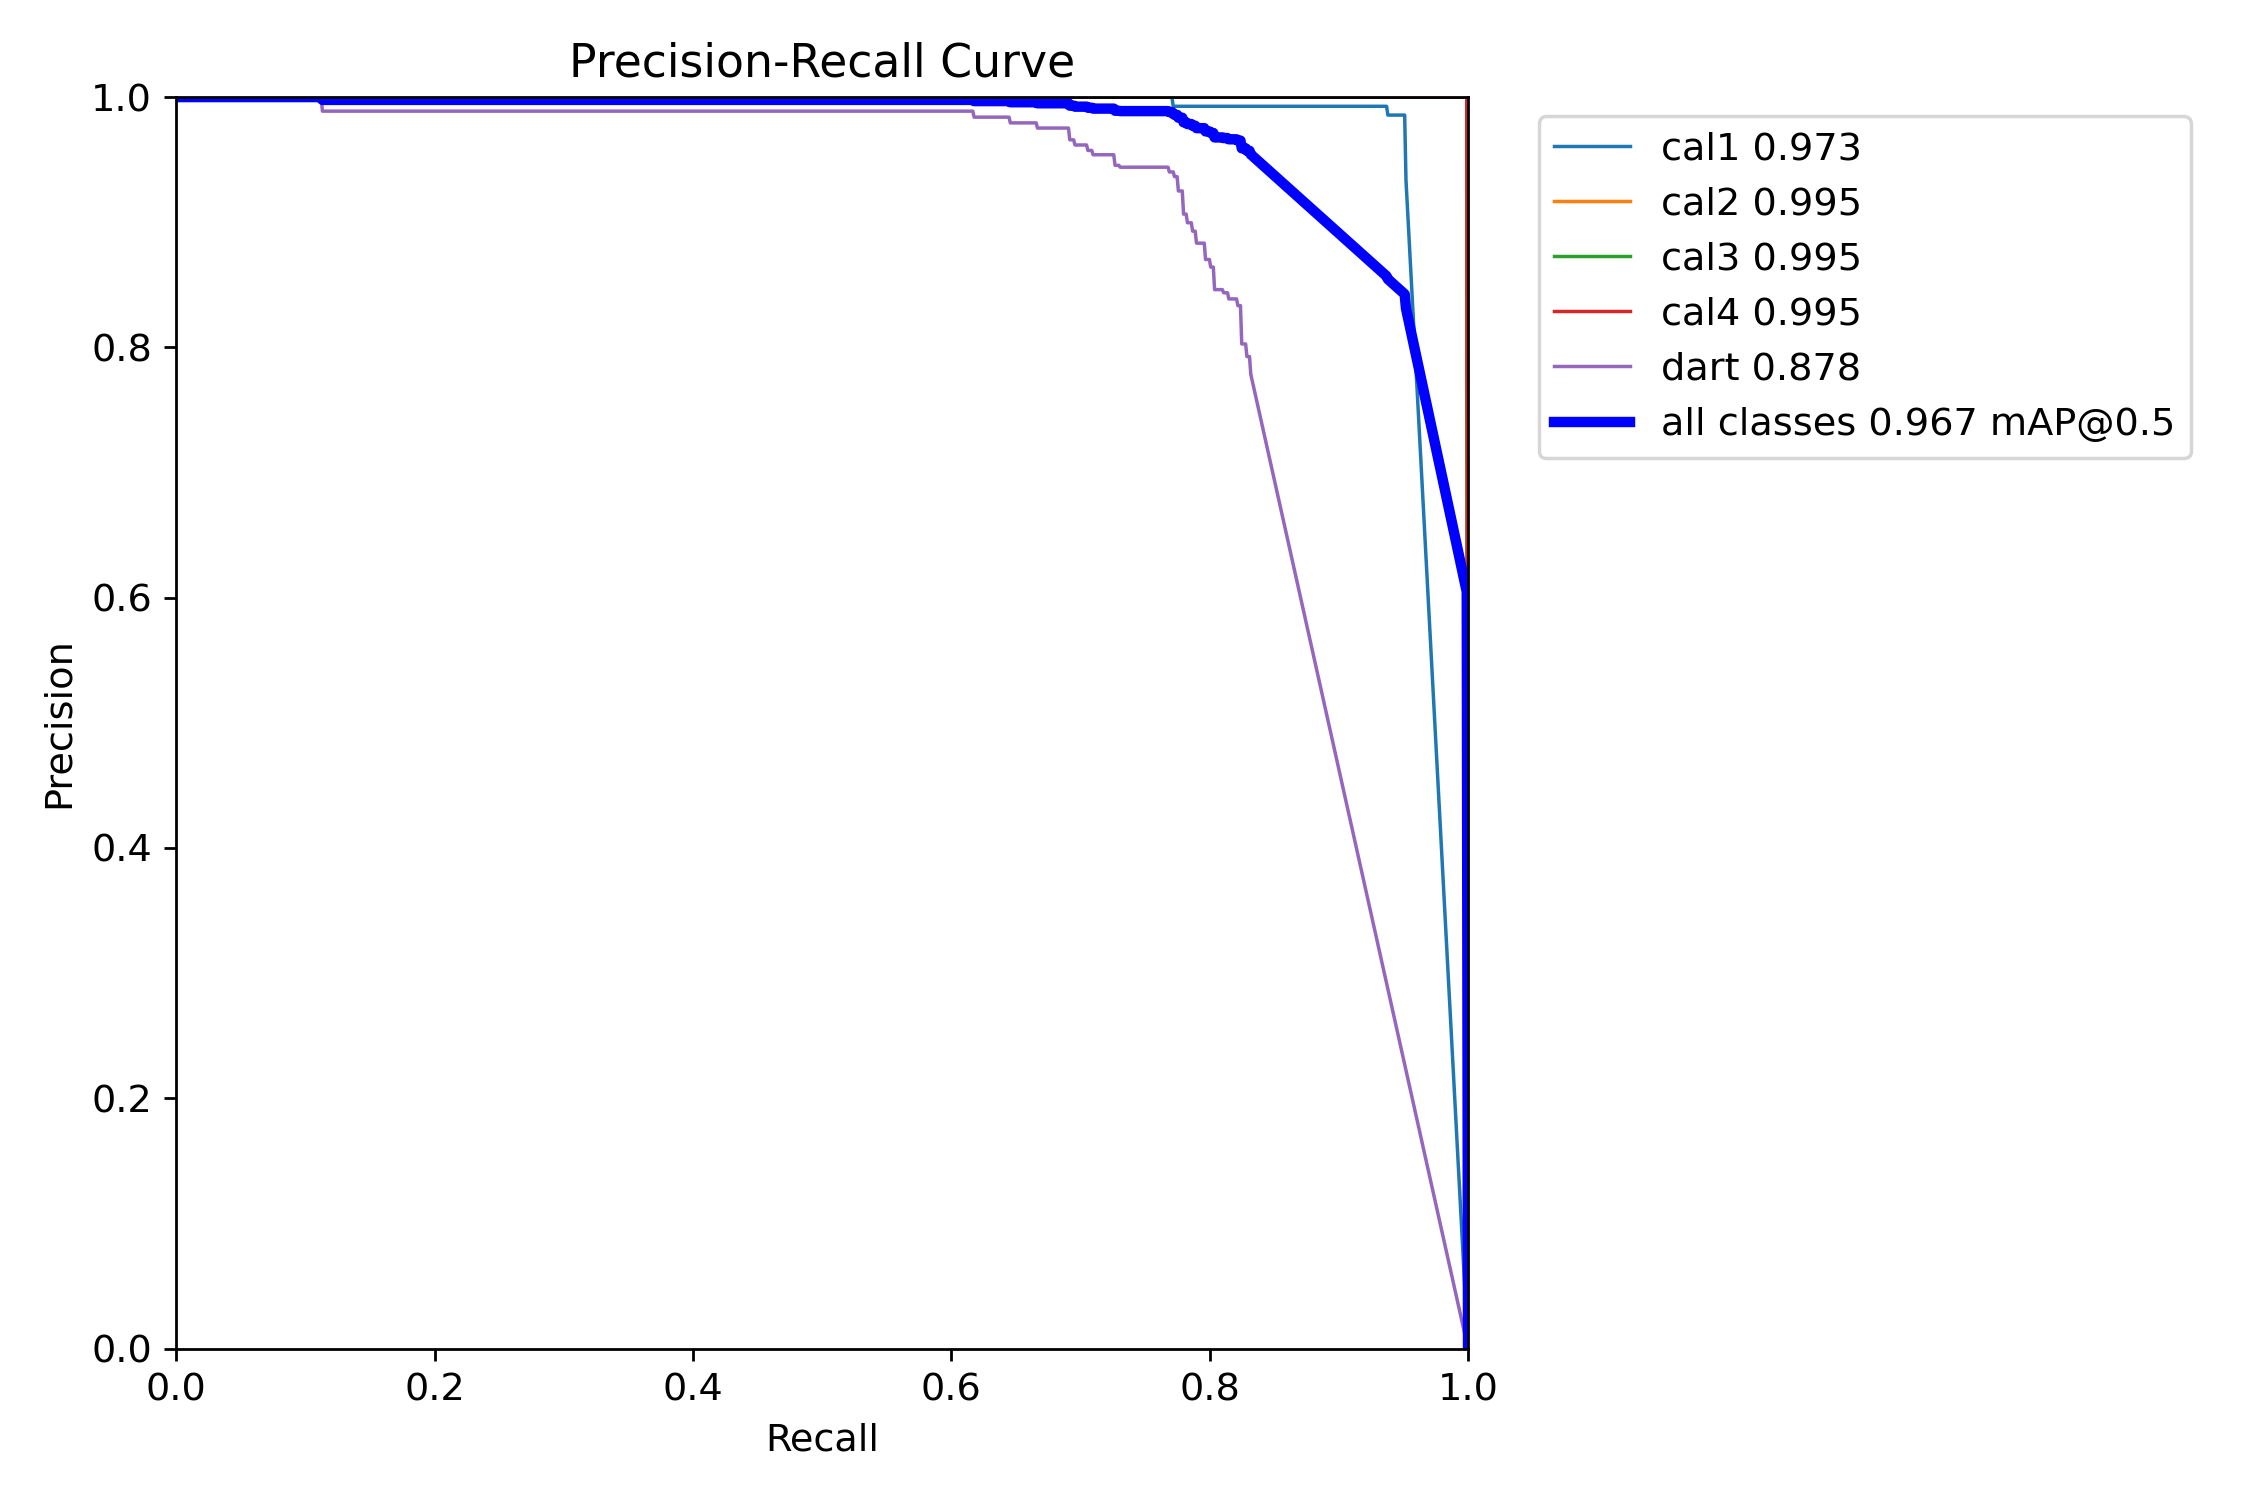 Precision-Recall Curve
1.0
0.8
0.6
0.4
0.2
0.0
Precision
0.0 0.2 0.4 0.6 0.8 1.0
Recall
cal1 0.973
cal2 0.995
cal3 0.995
cal4 0.995
dart 0.878
all classes 0.967 mAP@0.5